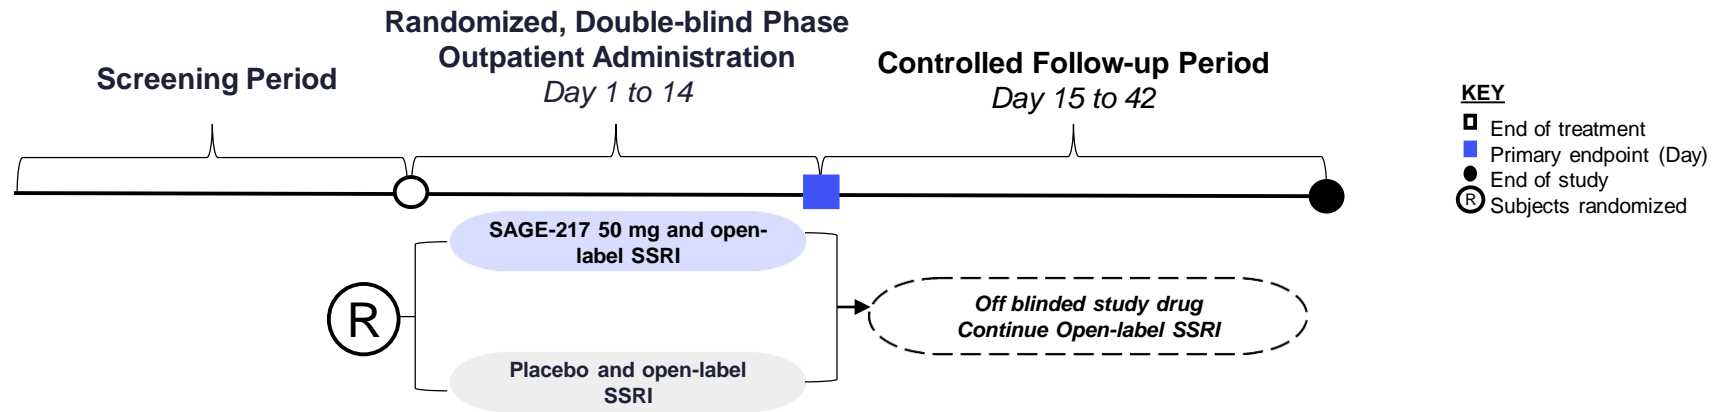 Randomized, Double-blind Phase
Outpatient Administration
Day 1 to 14
Screening Period
Controlled Follow-up Period
Day 15 to 42
KEY
End of treatment
Primary endpoint (Day)
End of study
R Subjects randomized
SAGE-217 50 mg and open-
label SSRI
R
Off blinded study drug
Continue Open-label SSRI
Placebo and open-label
SSRI